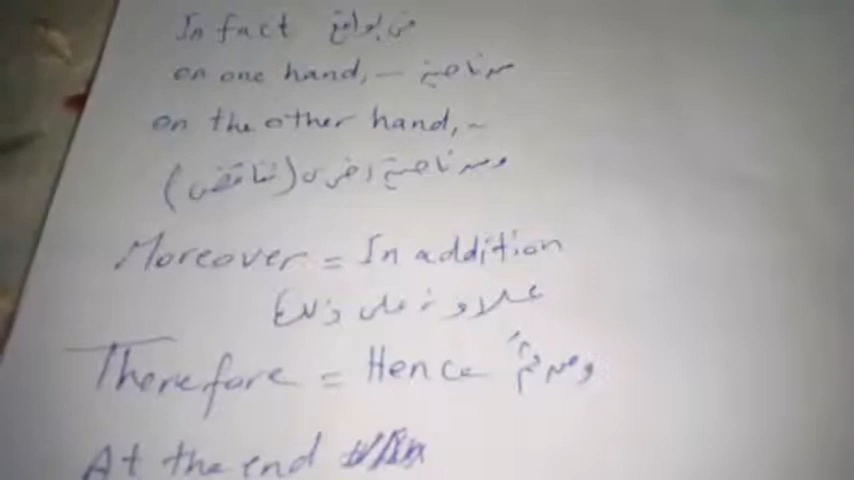 In fact في الواقع
on one hand, – من ناحية
on the other hand, –
ومن ناحية اخرى (تناقض)
Moreover = In addition
علاوة على ذلك
Therefore = Hence ومن ثمَّ
At the end